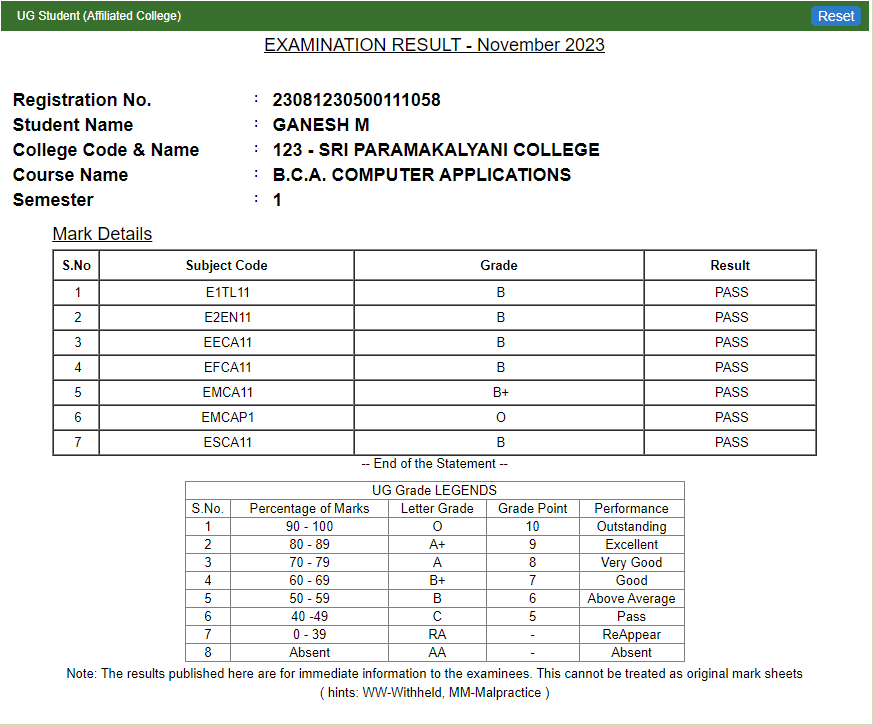 UG Student (Affiliated College) Reset
EXAMINATION RESULT - November 2023
Registration No. : 23081230500111058
Student Name : GANESH M
College Code & Name : 123 - SRI PARAMAKALYANI COLLEGE
Course Name : B.C.A. COMPUTER APPLICATIONS
Semester : 1
Mark Details
S.No Subject Code Grade Result
1 E1TL11 B PASS
2 E2EN11 B PASS
3 EECA11 B PASS
4 EFCA11 B PASS
5 EMCA11 B+ PASS
6 EMCAP1 O PASS
7 ESCA11 B PASS
-- End of the Statement --
UG Grade LEGENDS
S.No. Percentage of Marks Letter Grade Grade Point Performance
1 90 - 100 O 10 Outstanding
2 80 - 89 A+ 9 Excellent
3 70 - 79 A 8 Very Good
4 60 - 69 B+ 7 Good
5 50 - 59 B 6 Above Average
6 40 -49 C 5 Pass
7 0 - 39 RA - ReAppear
8 Absent AA - Absent
Note: The results published here are for immediate information to the examinees. This cannot be treated as original mark sheets
( hints: WW-Withheld, MM-Malpractice )